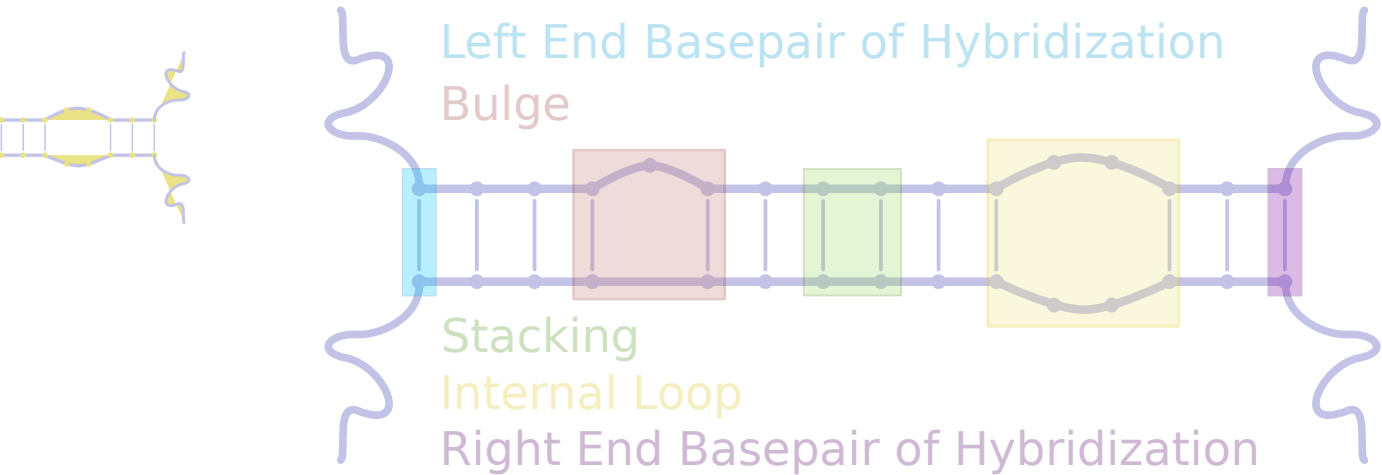 Left End Basepair of Hybridization
Bulge
Stacking
Internal Loop
Right End Basepair of Hybridization